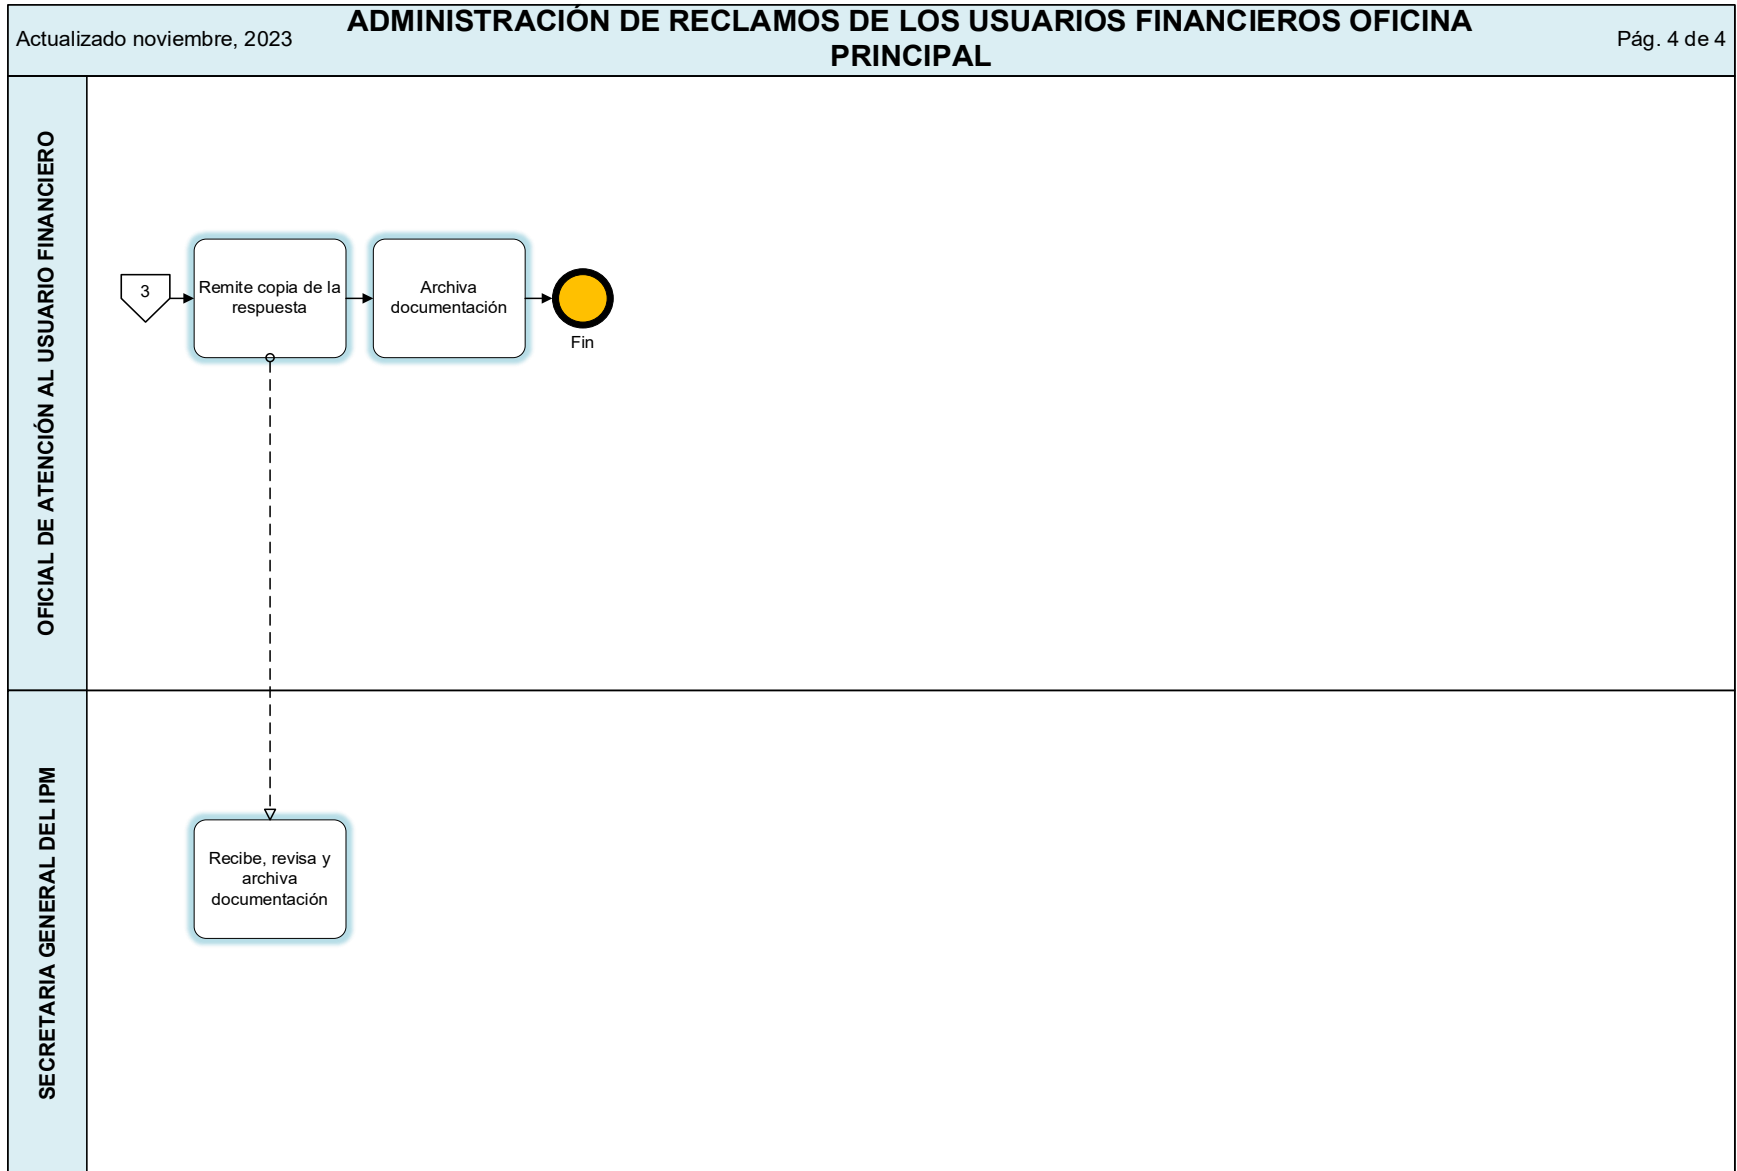 Actualizado noviembre, 2023
ADMINISTRACIÓN DE RECLAMOS DE LOS USUARIOS FINANCIEROS OFICINA
PRINCIPAL
Pág. 4 de 4
OFICIAL DE ATENCIÓN AL USUARIO FINANCIERO
3
Remite copia de la
respuesta
Archiva
documentación
Fin
SECRETARIA GENERAL DEL IPM
Recibe, revisa y
archiva
documentación